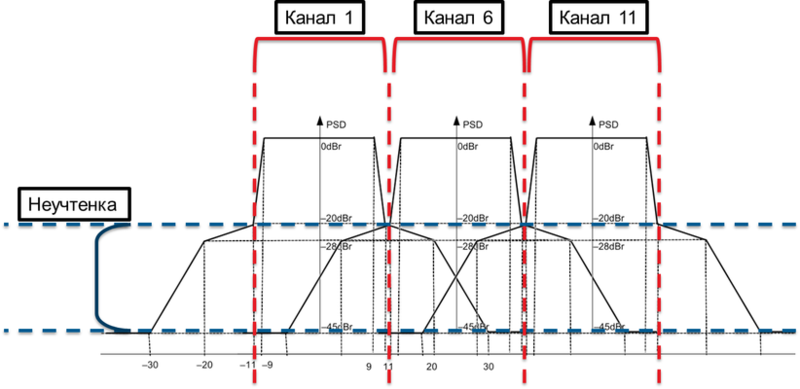 Канал 1 Канал 6 Канал 11
PSD PSD PSD
0dBr 0dBr 0dBr
Неучтенка
–20dBr –20dBr –20dBr
–28dBr –28dBr –28dBr
–45dBr –45dBr –45dBr
–30 –20 –11 –9 9 11 20 30